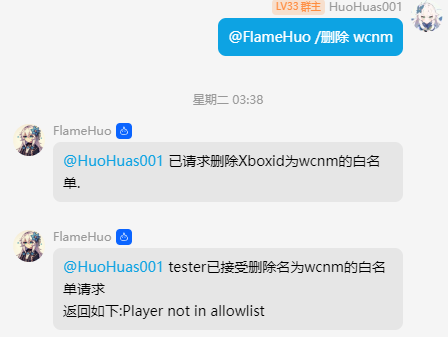 LV33 群主 HuoHuas001
@FlameHuo /删除 wcnm
星期二 03:38
FlameHuo
@HuoHuas001 已请求删除Xboxid为wcnm的白名
单.
FlameHuo
@HuoHuas001 tester已接受删除名为wcnm的白名
单请求
返回如下:Player not in allowlist